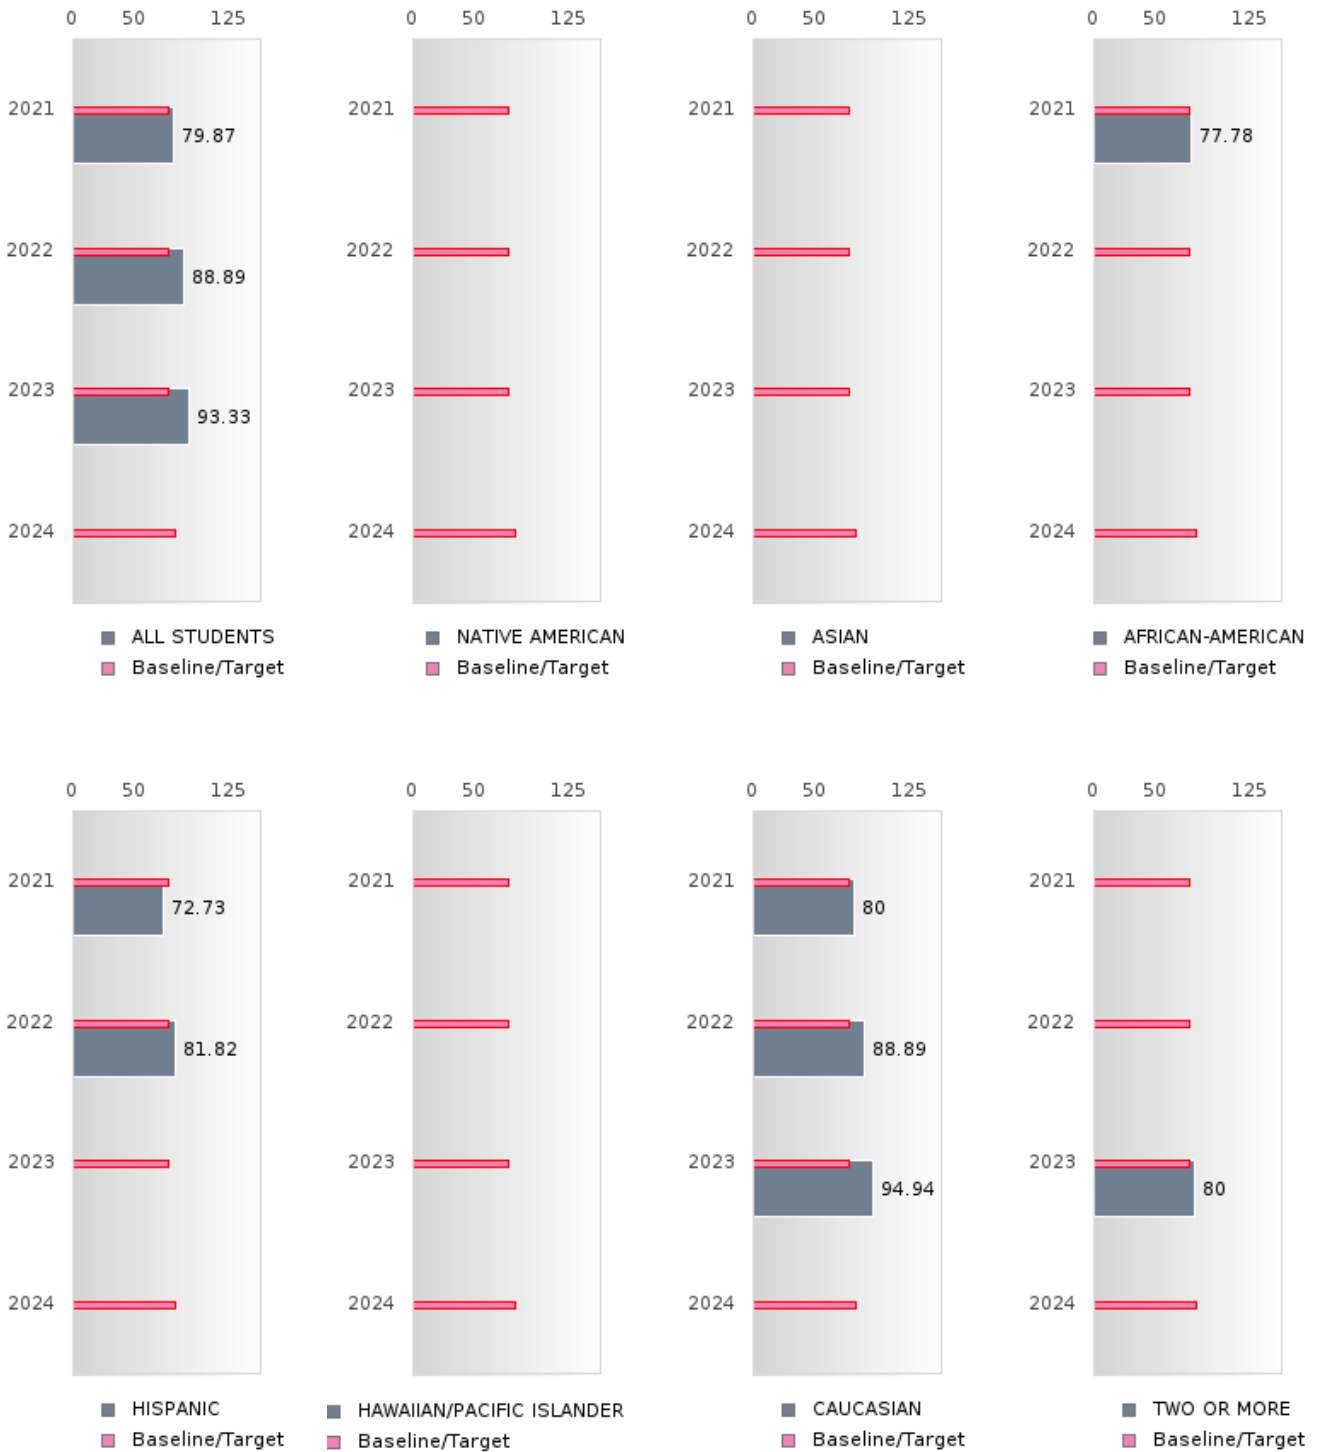 0 50 125 0 50 125 0 50 125 0 50 125
2021 2021 2021 2021
79.87 77.78
2022 2022 2022 2022
88.89
2023 2023 2023 2023
93.33
2024 2024 2024 2024
ALL STUDENTS NATIVE AMERICAN ASIAN AFRICAN-AMERICAN
Baseline/Target Baseline/Target Baseline/Target Baseline/Target
0 50 125 0 50 125 0 50 125 0 50 125
2021 2021 2021 2021
72.73 80
2022 2022 2022 2022
81.82 88.89
2023 2023 2023 2023
94.94 80
2024 2024 2024 2024
HISPANIC HAWAIIAN/PACIFIC ISLANDER CAUCASIAN TWO OR MORE
Baseline/Target Baseline/Target Baseline/Target Baseline/Target